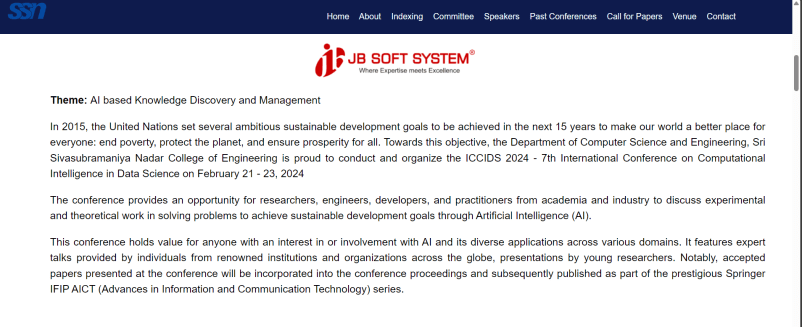 ssn
Home About Indexing Committee Speakers Past Conferences Call for Papers Venue Contact
JB SOFT SYSTEM®
Where Expertise meets Excellence
Theme: AI based Knowledge Discovery and Management
In 2015, the United Nations set several ambitious sustainable development goals to be achieved in the next 15 years to make our world a better place for
everyone: end poverty, protect the planet, and ensure prosperity for all. Towards this objective, the Department of Computer Science and Engineering, Sri
Sivasubramaniya Nadar College of Engineering is proud to conduct and organize the ICCIDS 2024 - 7th International Conference on Computational
Intelligence in Data Science on February 21 - 23, 2024
The conference provides an opportunity for researchers, engineers, developers, and practitioners from academia and industry to discuss experimental
and theoretical work in solving problems to achieve sustainable development goals through Artificial Intelligence (AI).
This conference holds value for anyone with an interest in or involvement with AI and its diverse applications across various domains. It features expert
talks provided by individuals from renowned institutions and organizations across the globe, presentations by young researchers. Notably, accepted
papers presented at the conference will be incorporated into the conference proceedings and subsequently published as part of the prestigious Springer
IFIP AICT (Advances in Information and Communication Technology) series.